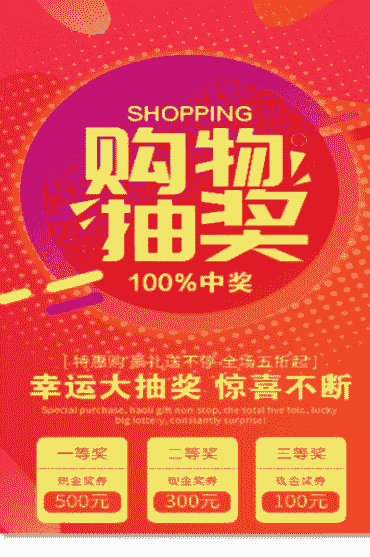 SHOPPING
购物
抽奖
100%中奖
[ 特惠购 豪礼送不停 全场五折起 ]
幸运大抽奖 惊喜不断
Special purchase, haoli gift non-stop, the total five fold, lucky
big lottery, constantly surprise!
一等奖 二等奖 三等奖
现金奖券 现金奖券 现金奖券
500元 300元 100元